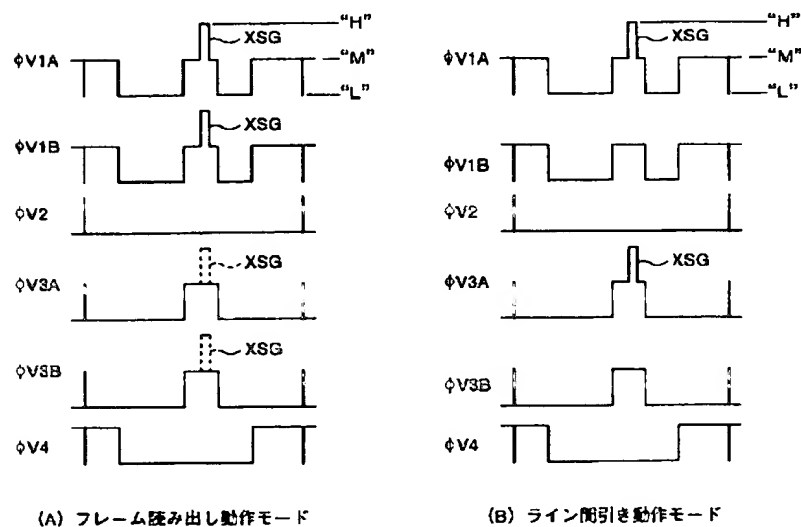 "H"
XSG
φV1A
"M"
"L"
XSG
φV1B
φV2
XSG
φV3A
XSG
φV3B
φV4
(A) フレーム読み出し動作モード
"H"
XSG
φV1A
"M"
"L"
φV1B
φV2
XSG
φV3A
φV3B
φV4
(B) ライン間引き動作モード